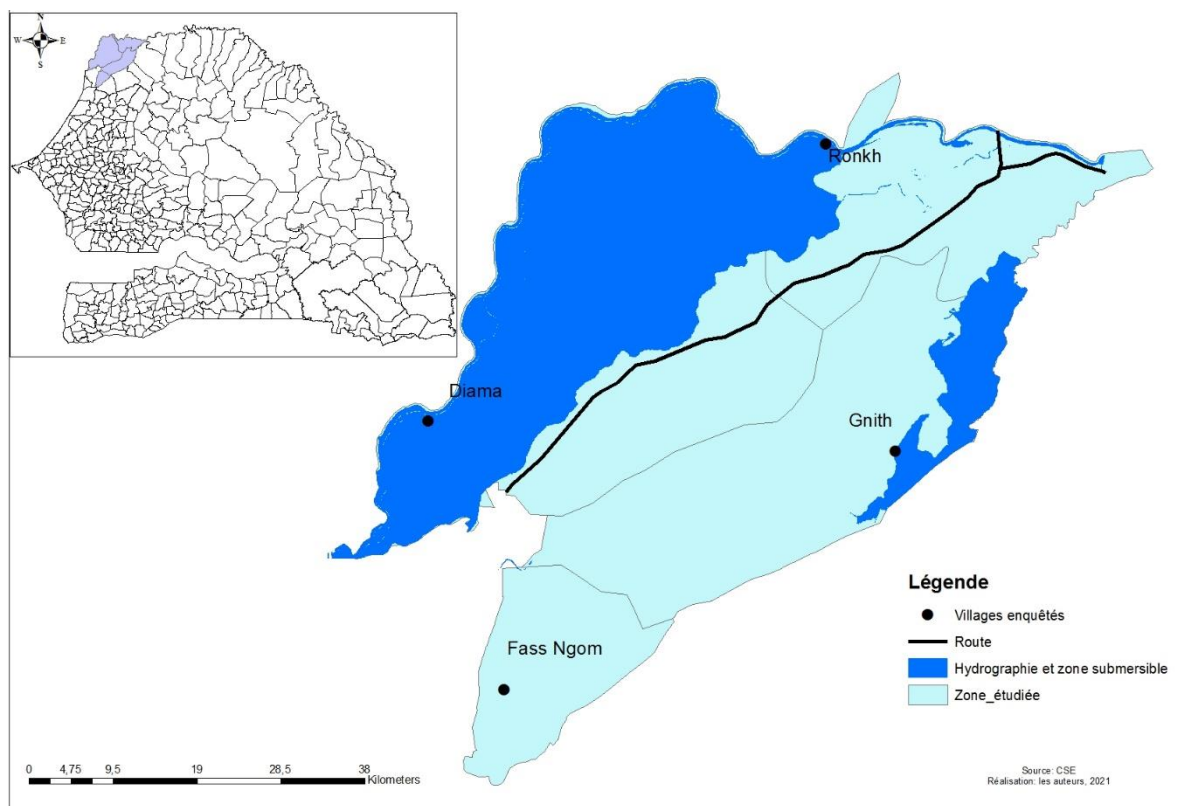 N
W E
S
Ronkh
Diama
Gnith
Fass Ngom
Légende
Villages enquêtés
Route
Hydrographie et zone submersible
Zone_étudiée
0 4,75 9,5 19 28,5 38
Kilometers
Source: CSE
Réalisation: les auteurs, 2021